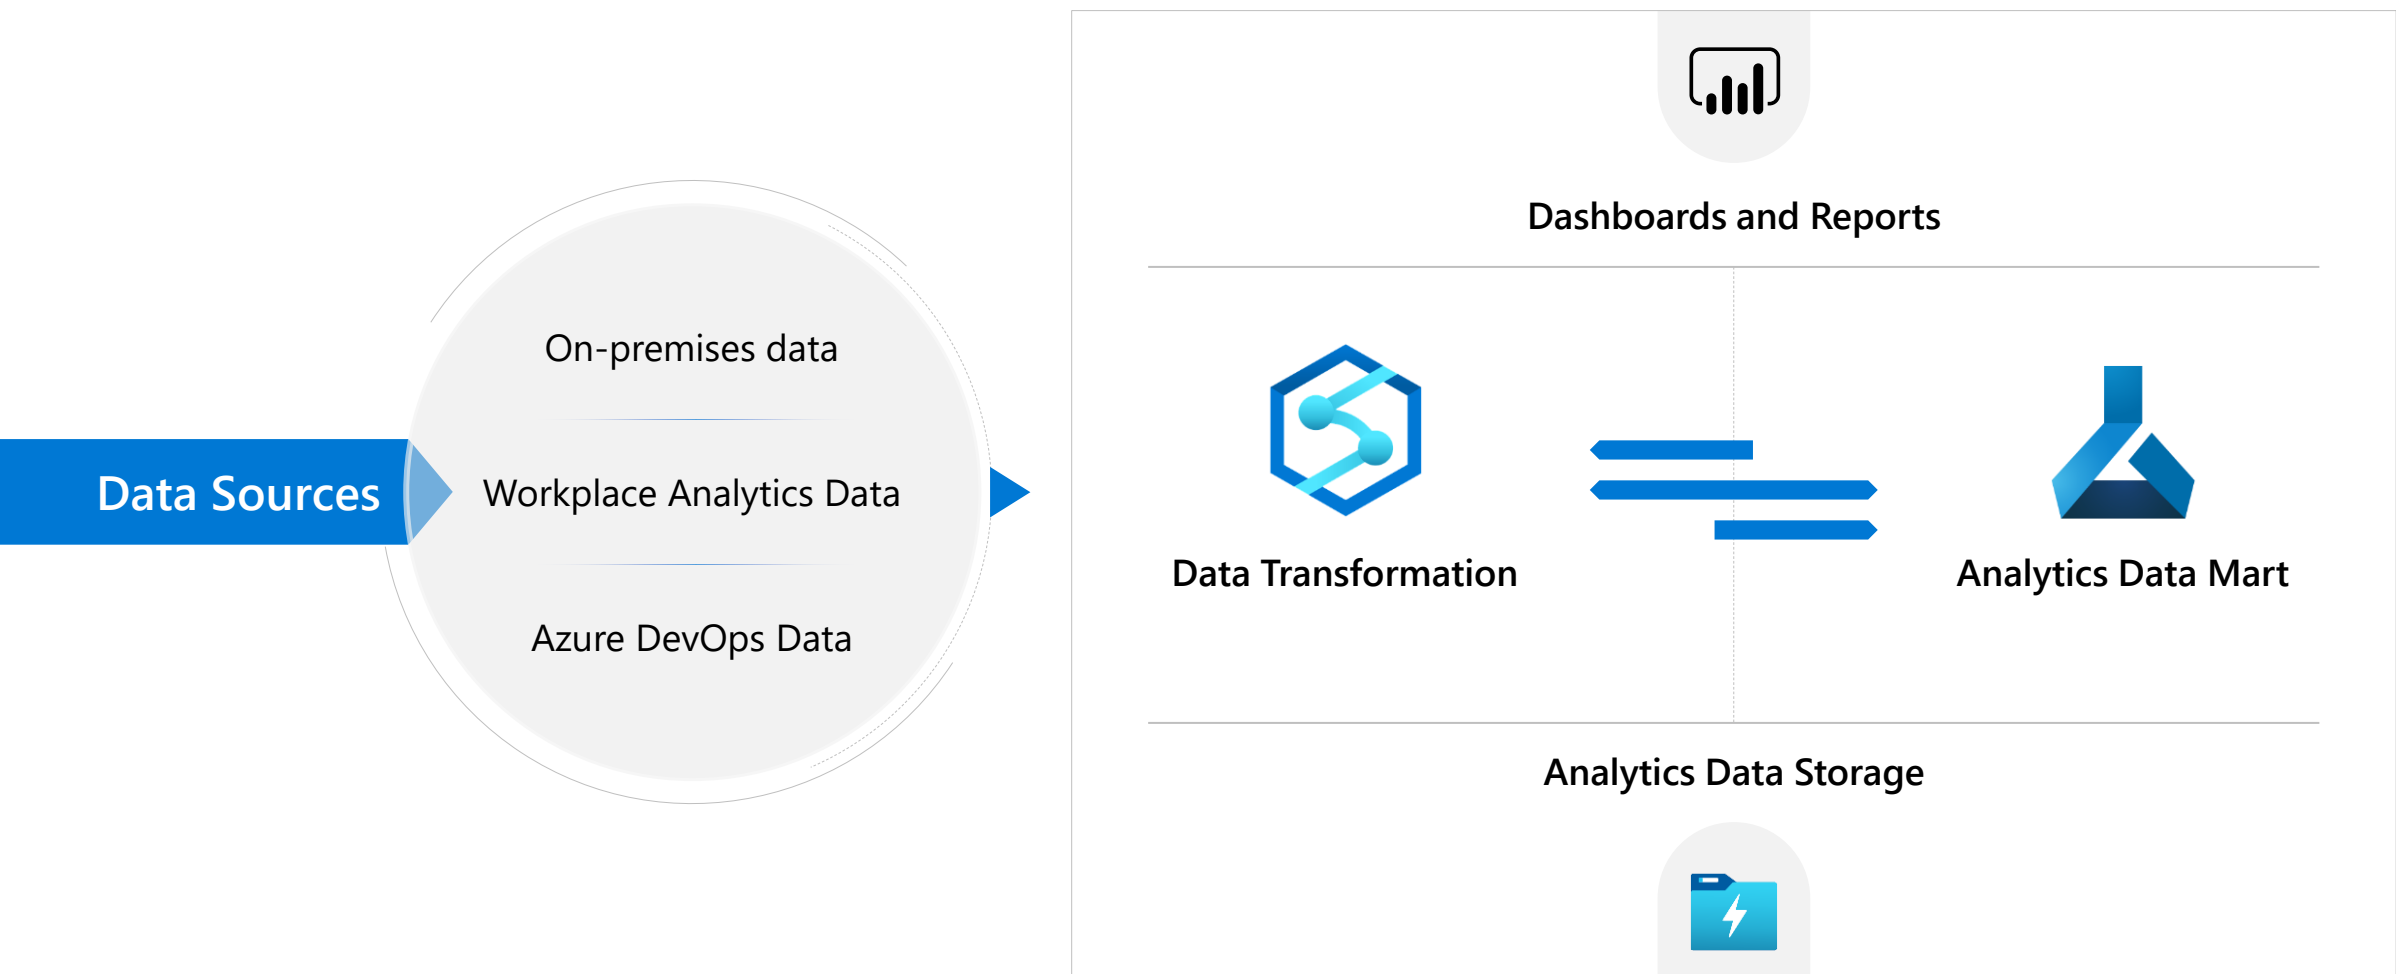 Data Sources
On-premises data
Workplace Analytics Data
Azure DevOps Data
Dashboards and Reports
Data Transformation
Analytics Data Mart
Analytics Data Storage